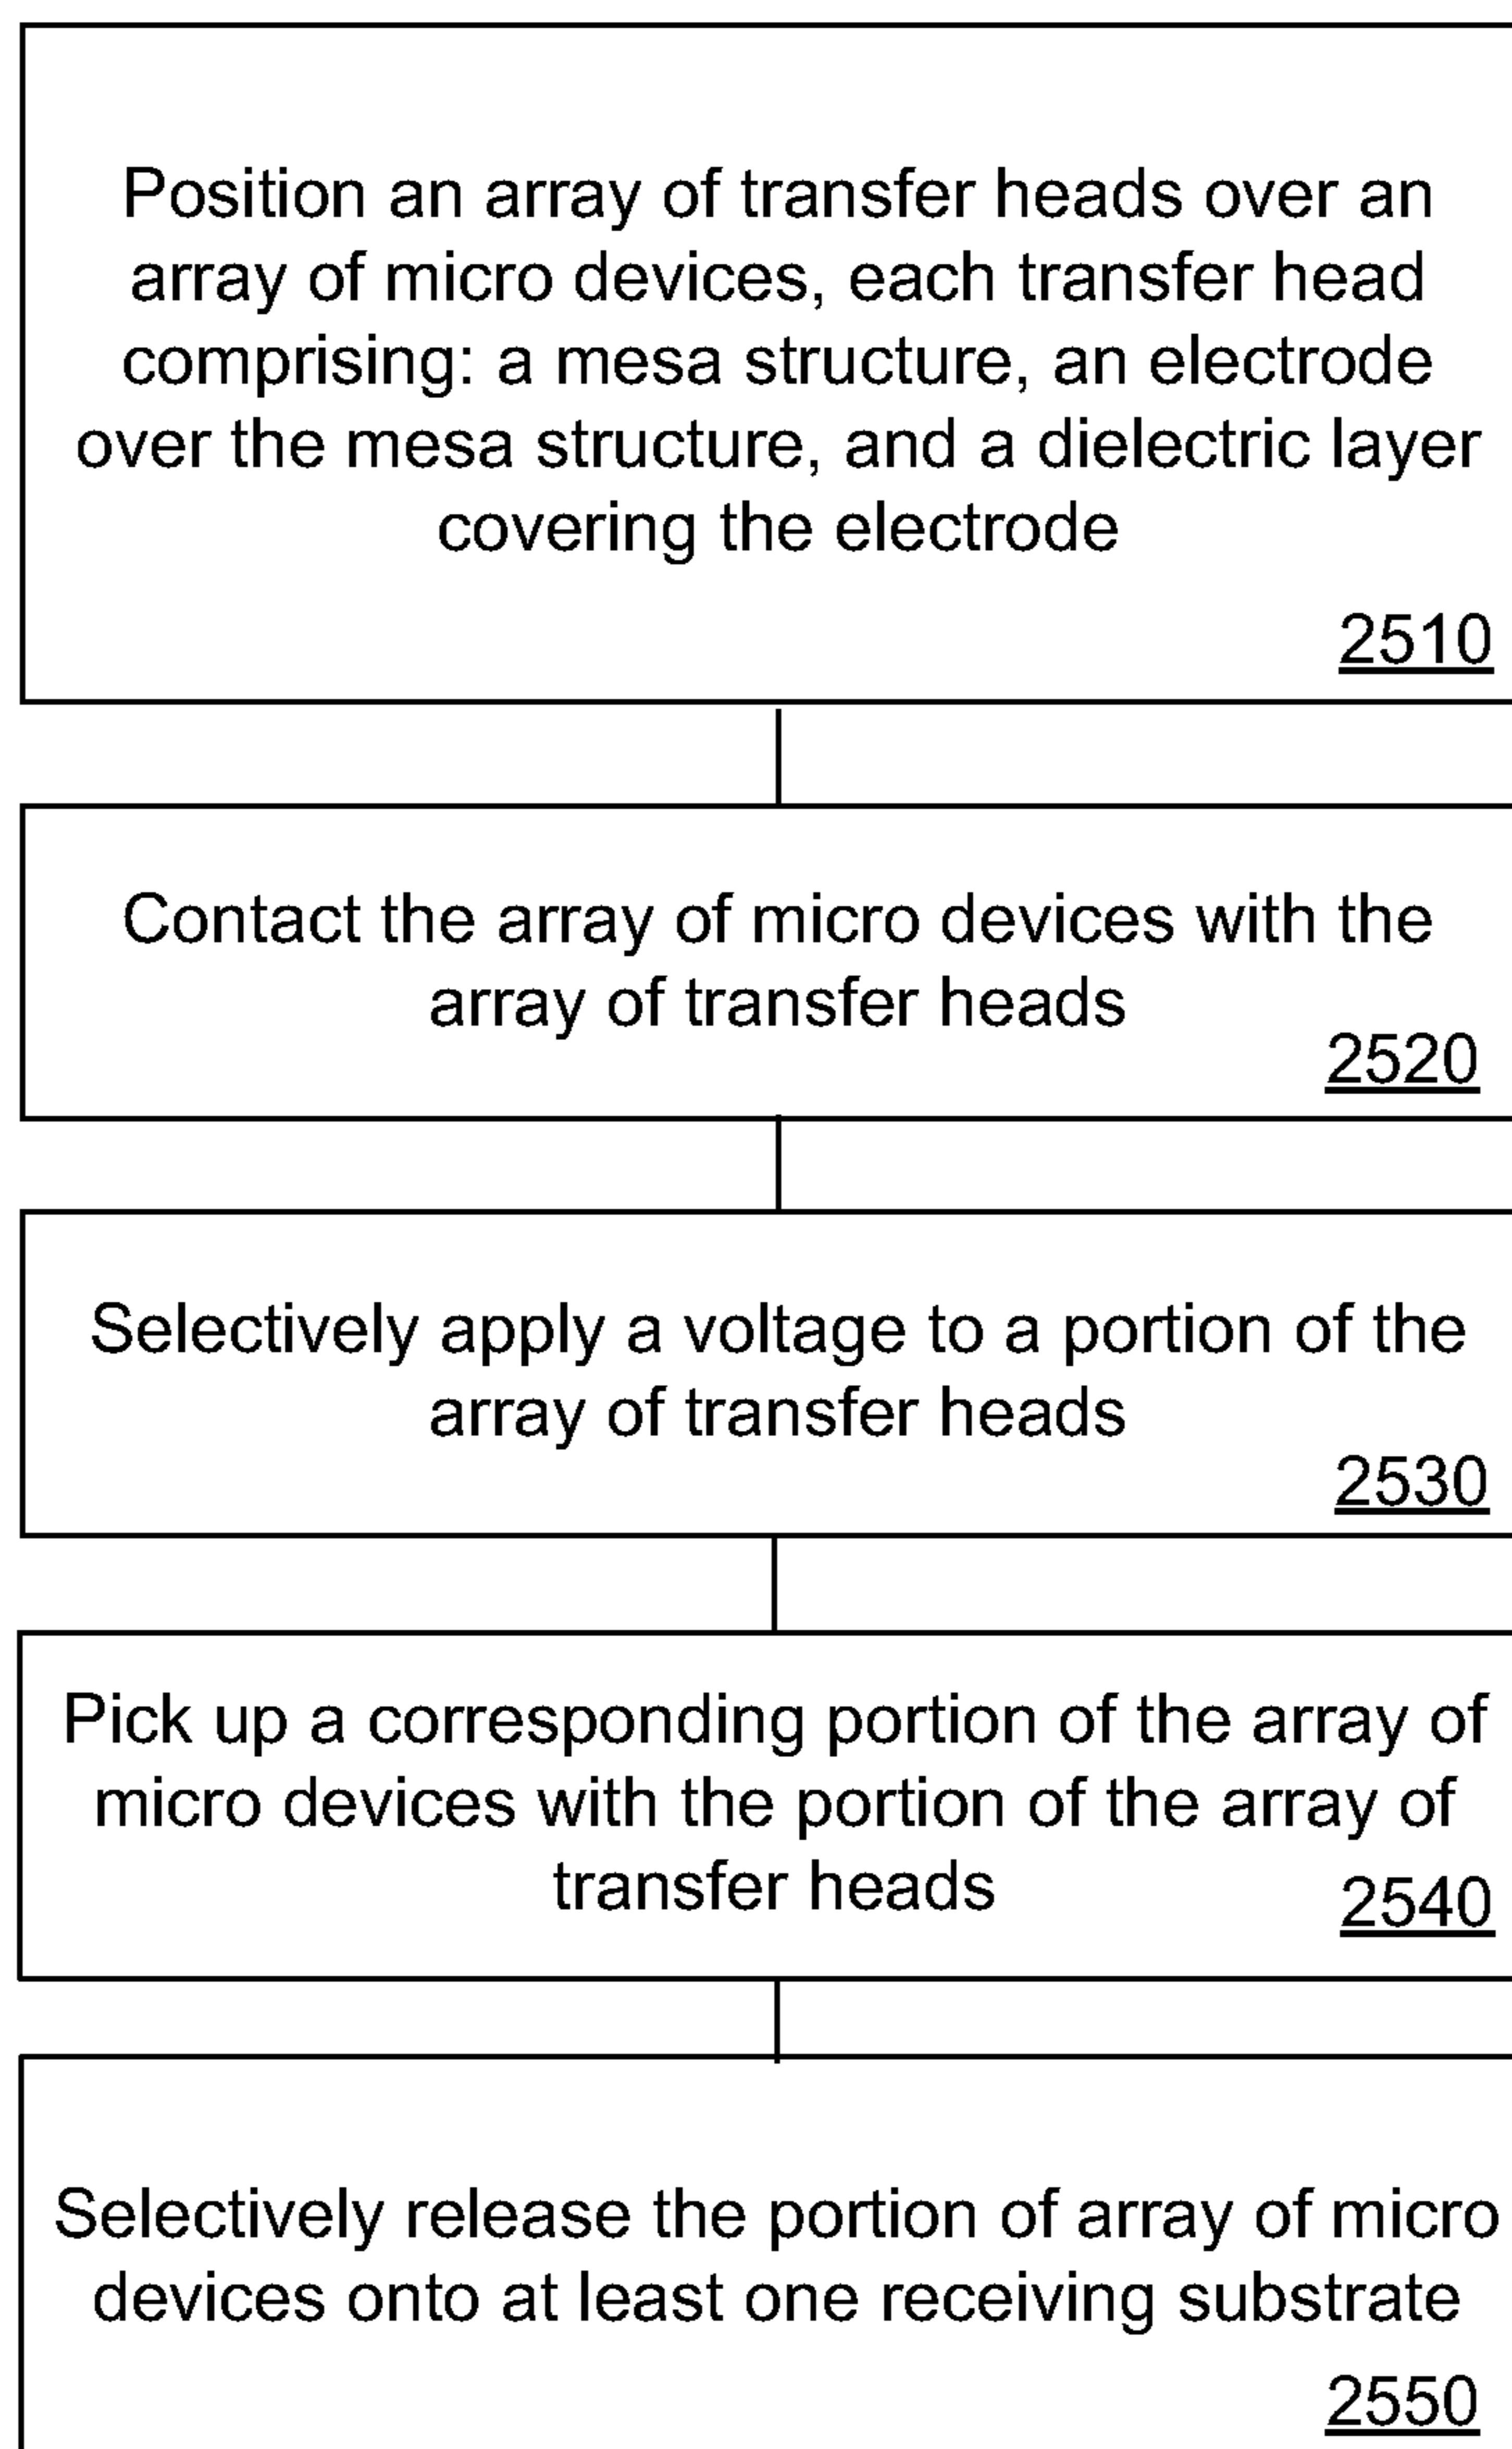 Position an array of transfer heads over an
array of micro devices, each transfer head
comprising: a mesa structure, an electrode
over the mesa structure, and a dielectric layer
covering the electrode
2510
Contact the array of micro devices with the
array of transfer heads
2520
Selectively apply a voltage to a portion of the
array of transfer heads
2530
Pick up a corresponding portion of the array of
micro devices with the portion of the array of
transfer heads
2540
Selectively release the portion of array of micro
devices onto at least one receiving substrate
2550